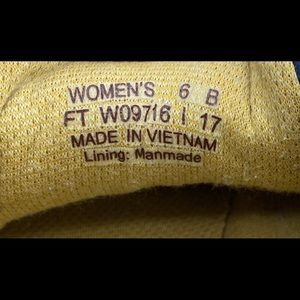 WOMEN'S 6 B
FT W09716 I 17
MADE IN VIETNAM
Lining: Manmade